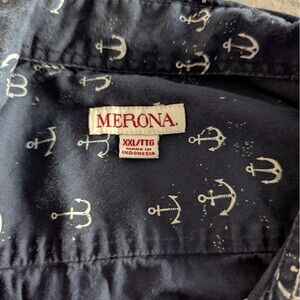 MERONA.
XXL/TTG
MADE IN
INDONESIA